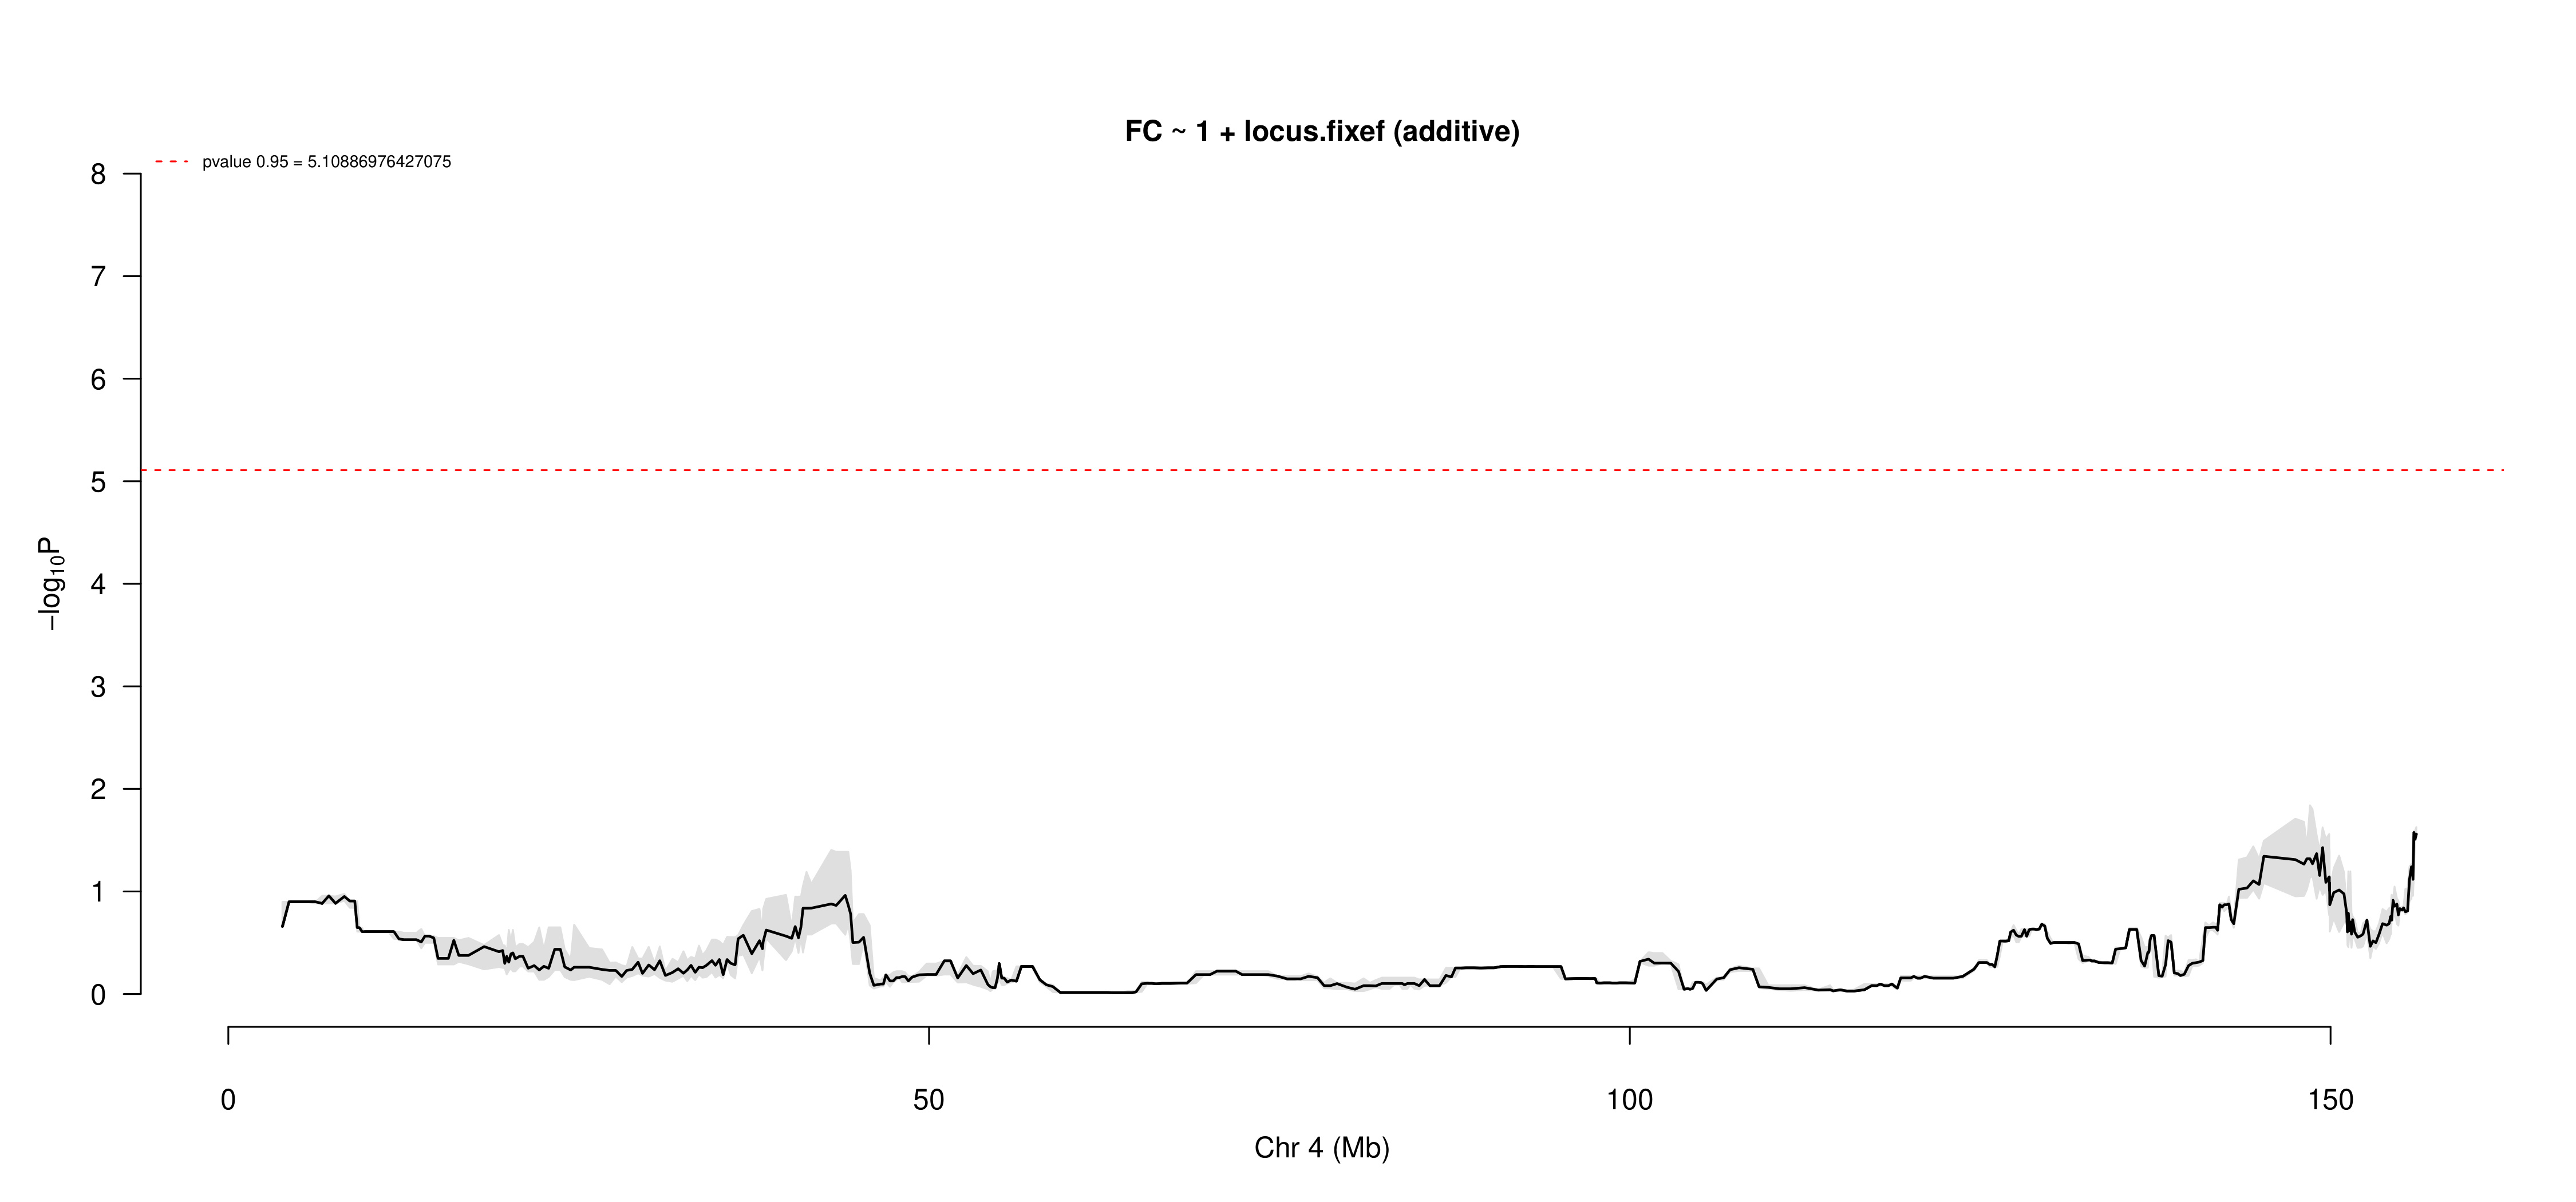 FC ~ 1 + locus.fixef (additive)
pvalue 0.95 = 5.10886976427075
8
7
6
5
4
3
2
1
0
−log10P
0 50 100 150
Chr 4 (Mb)